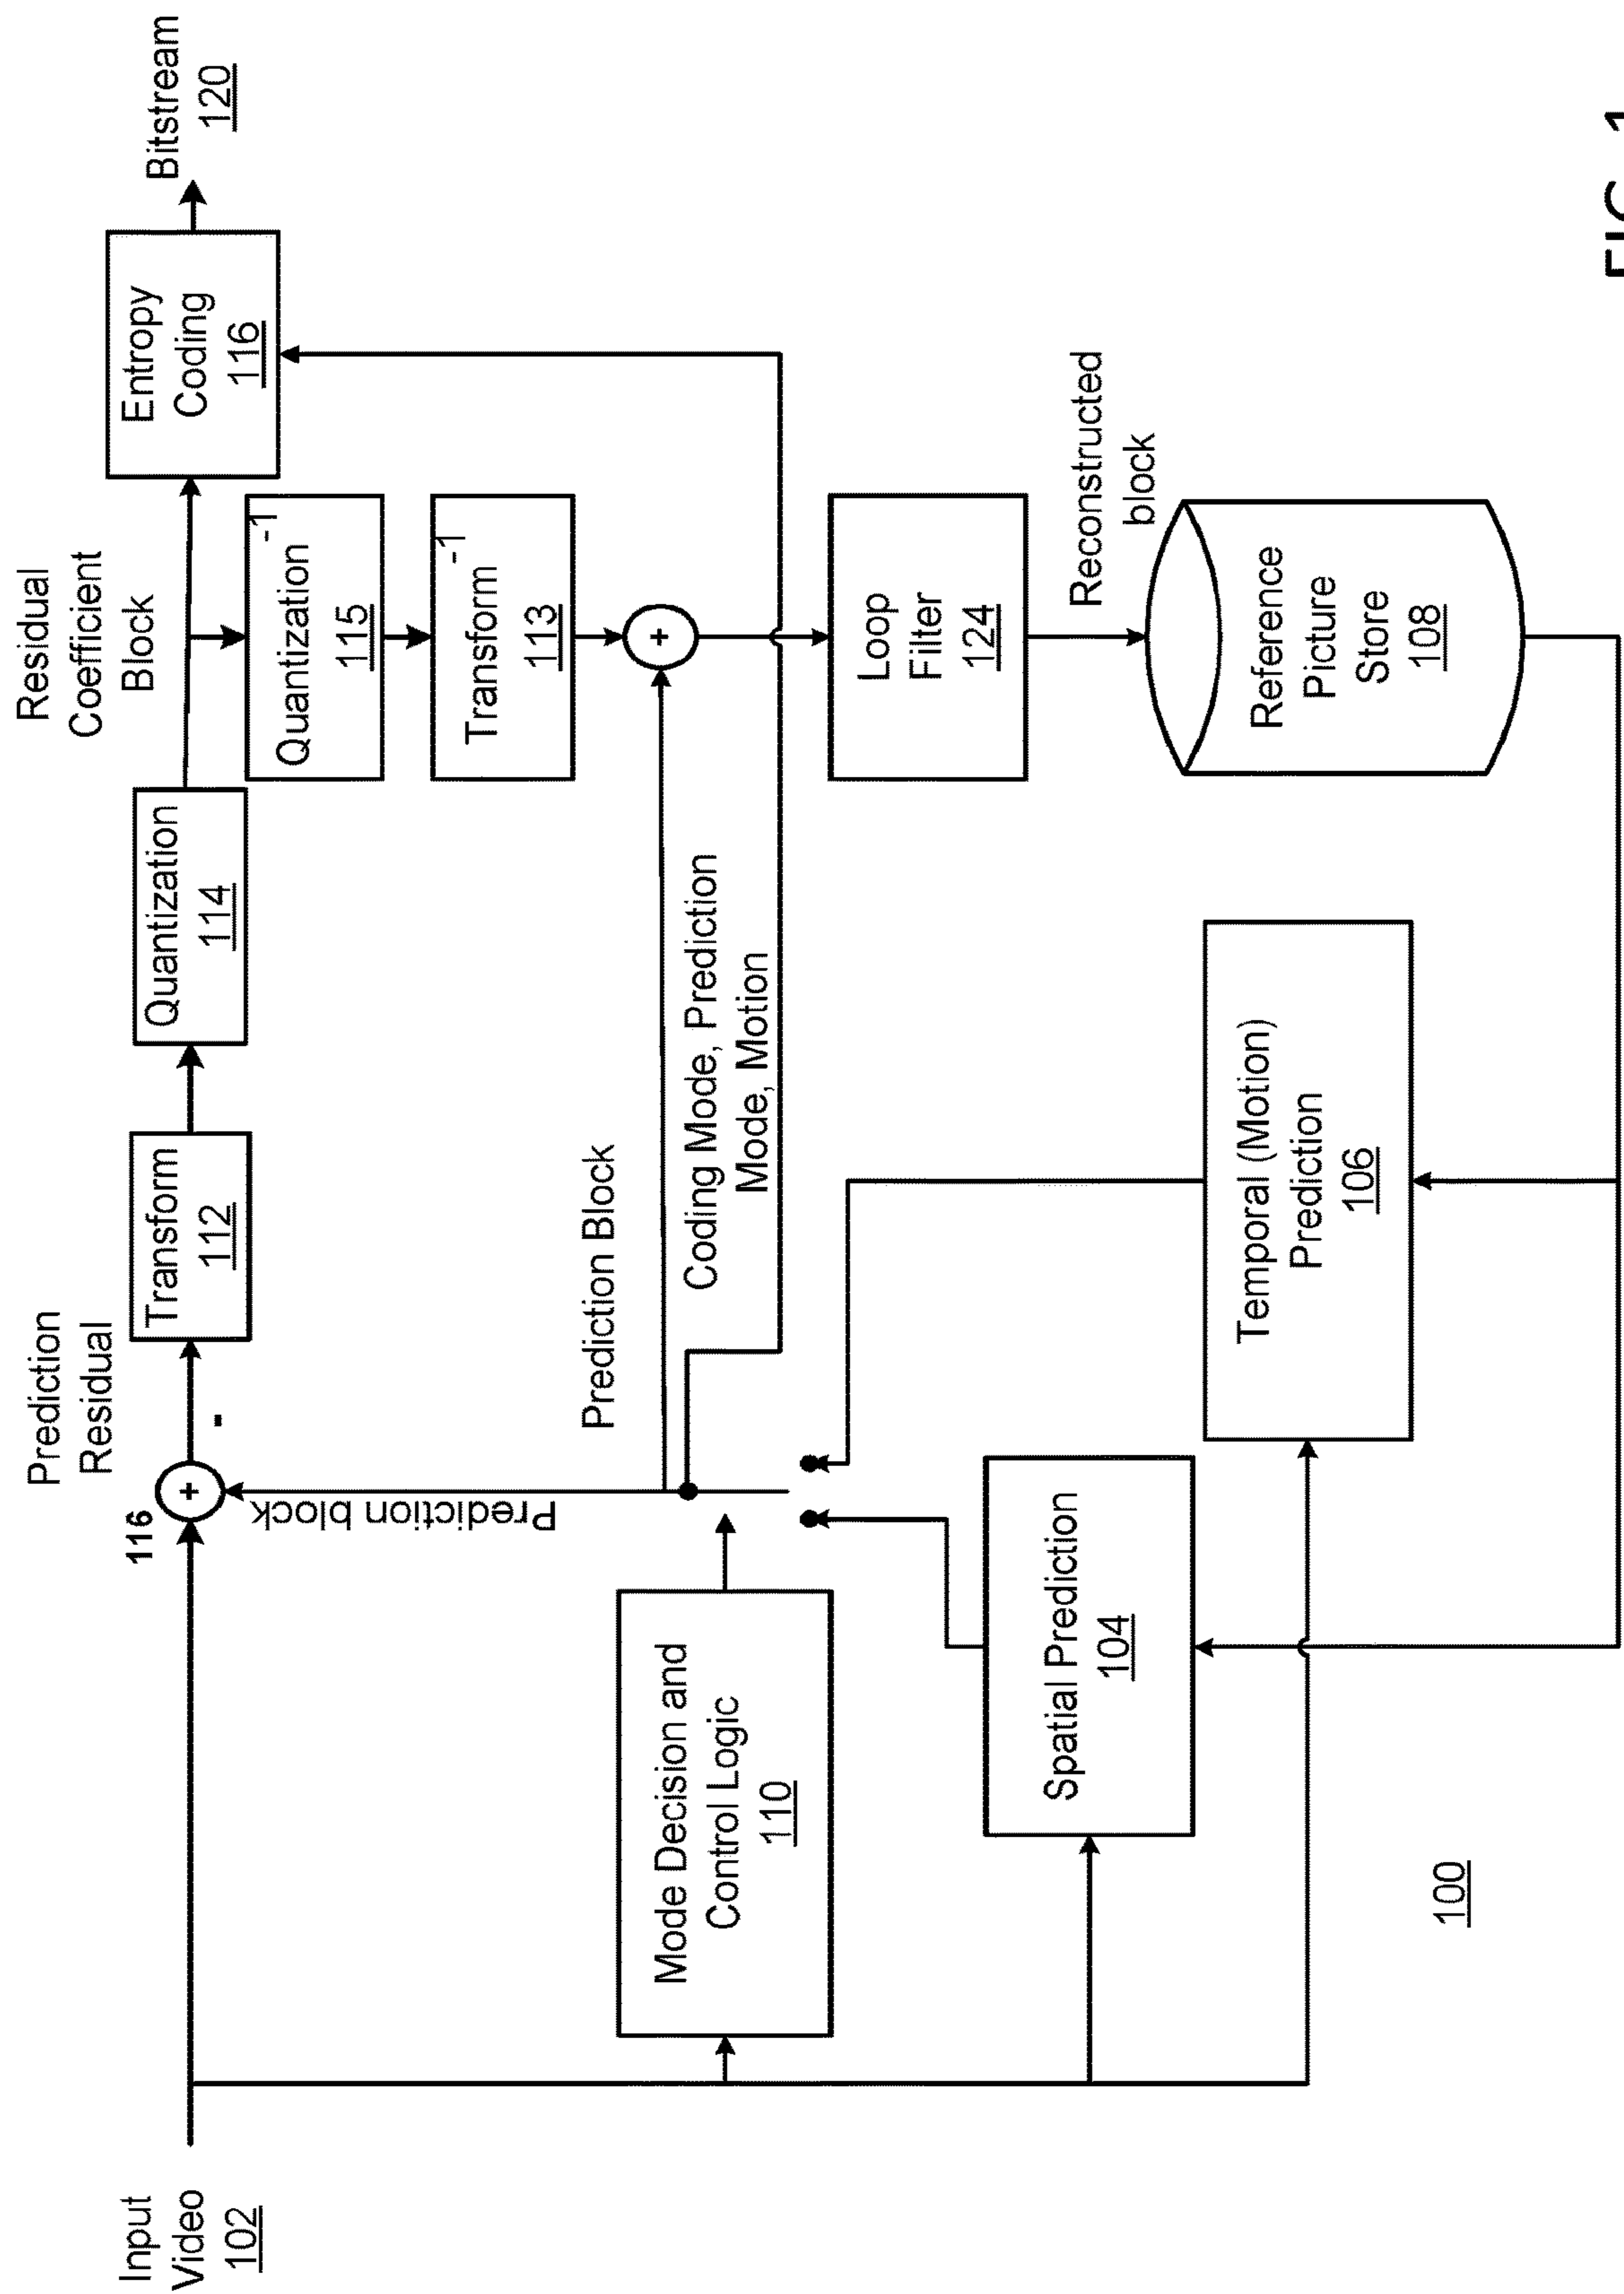 Input
Video
102
116
Prediction
Residual
-
Transform
112
Quantization
114
Residual
Coefficient
Block
Entropy
Coding
116
Bitstream
120
Quantization-1
115
Transform-1
113
+
+
Prediction block
Prediction Block
Coding Mode, Prediction
Mode, Motion
Mode Decision and
Control Logic
110
Loop
Filter
124
Reconstructed
block
Spatial Prediction
104
Temporal (Motion)
Prediction
106
Reference
Picture
Store
108
100